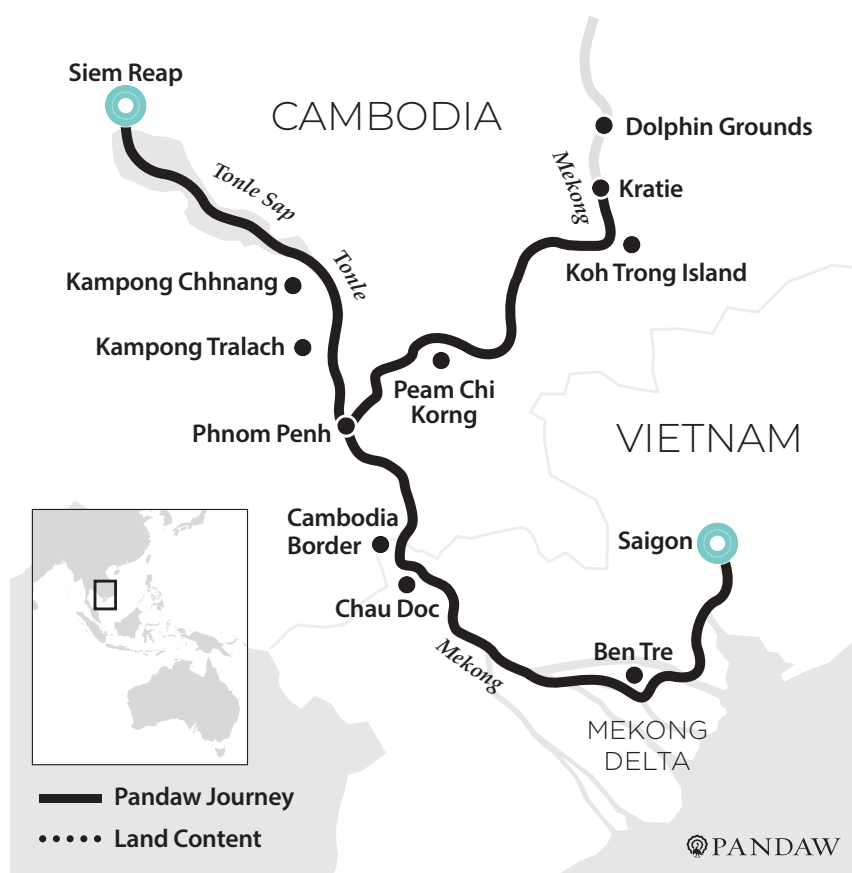 Siem Reap
CAMBODIA
Dolphin Grounds
Mekong
Kratie
Tonle Sap
Koh Trong Island
Tonle
Kampong Chhnang
Kampong Tralach
Peam Chi
Korng
Phnom Penh
VIETNAM
Cambodia
Border
Saigon
Chau Doc
Mekong
Ben Tre
MEKONG
DELTA
Pandaw Journey
Land Content
PANDAW